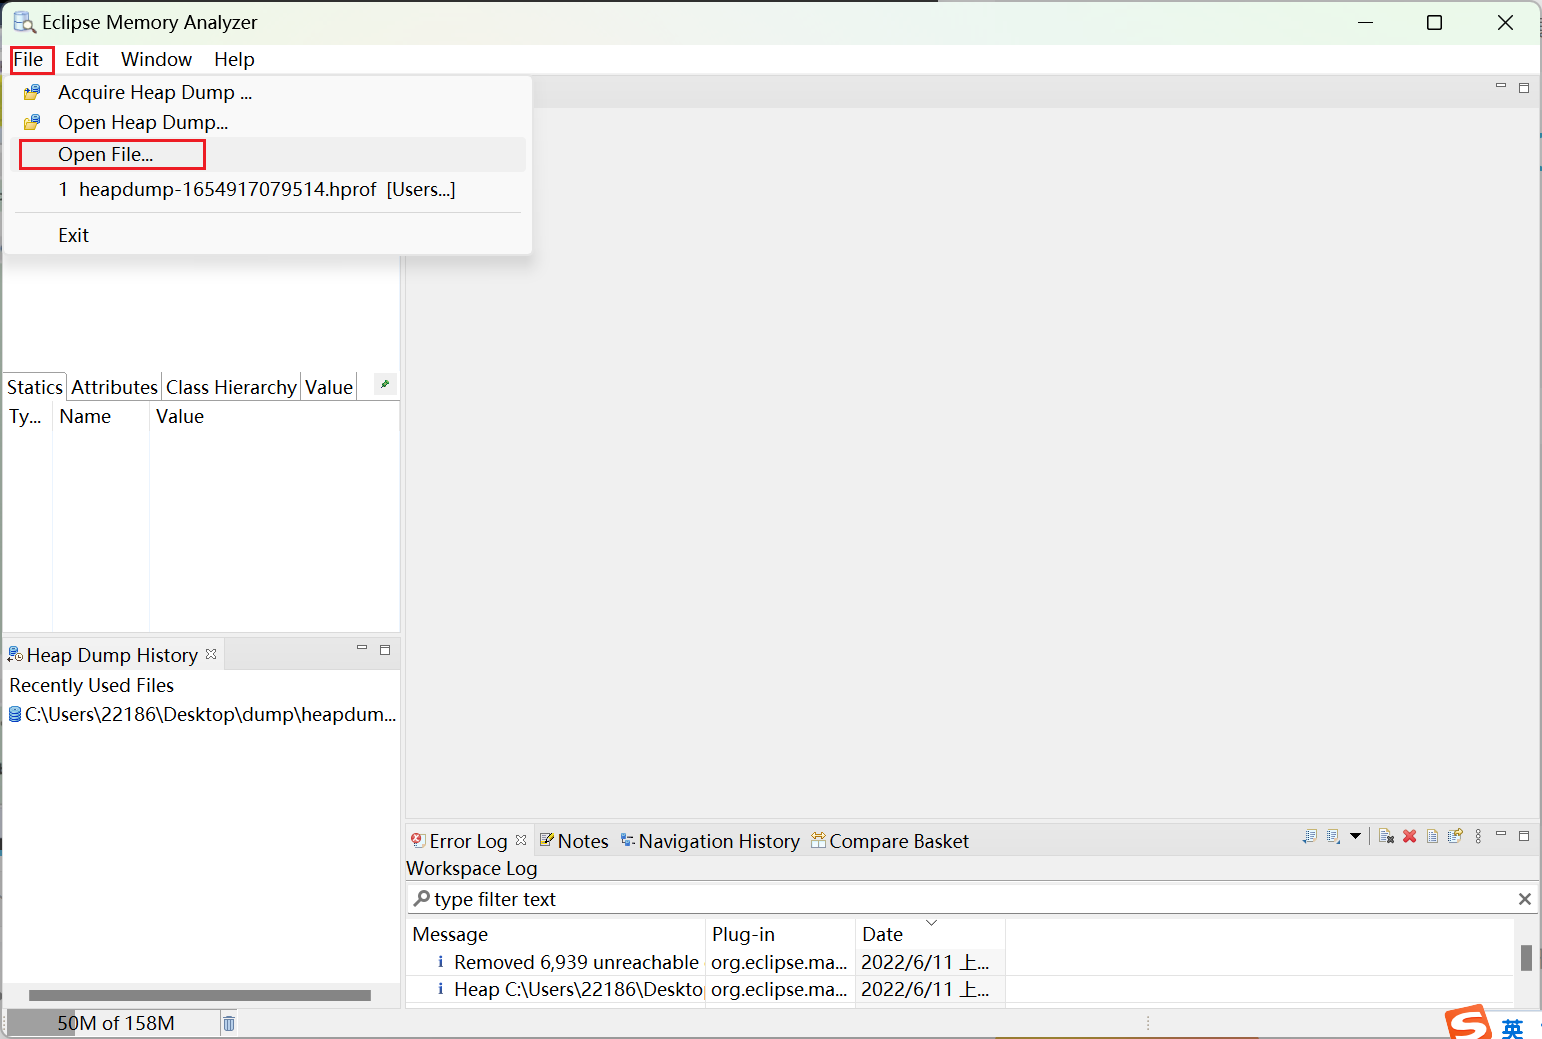 Eclipse Memory Analyzer
File Edit Window Help
Acquire Heap Dump ...
Open Heap Dump...
Open File...
1 heapdump-1654917079514.hprof [Users...]
Exit
Statics Attributes Class Hierarchy Value
Ty... Name Value
Heap Dump History
Recently Used Files
C:\Users\22186\Desktop\dump\heapdum...
50M of 158M
Error Log Notes Navigation History Compare Basket
Workspace Log
type filter text
Message Plug-in Date
Removed 6,939 unreachable org.eclipse.ma... 2022/6/11 上...
Heap C:\Users\22186\Deskto org.eclipse.ma... 2022/6/11 上...
英